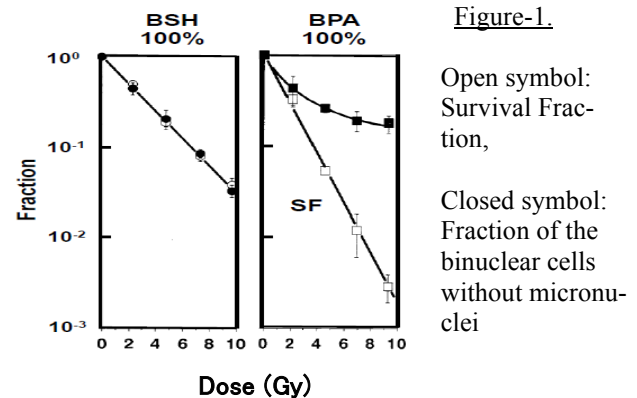 BSH
100%
BPA
100%
Figure-1.
Open symbol:
Survival Frac-
tion,
Closed symbol:
Fraction of the
binuclear cells
without micronu-
clei
Fraction
10⁰
10⁻¹
10⁻²
10⁻³
SF
0 2 4 6 8 10
0 2 4 6 8 10
Dose (Gy)